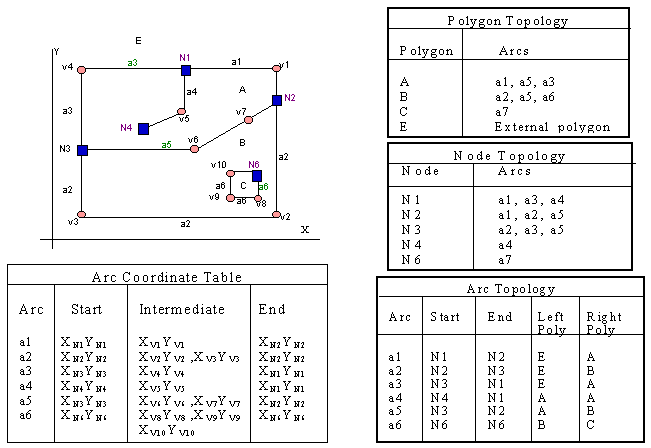 Y
E
N1
v4
a3
a1
v1
a4
A
N2
a3
v5
v7
N4
v6
N3
a5
B
v10
N6
a2
a6
C
a6
a2
v9
a6
v8
v3
a2
v2
X
Polygon Topology
Polygon Arcs
A a1, a5, a3
B a2, a5, a6
C a7
E External polygon
Node Topology
Node Arcs
N1 a1, a3, a4
N2 a1, a2, a5
N3 a2, a3, a5
N4 a4
N6 a7
Arc Coordinate Table
Arc Start Intermediate End
a1 XN1YN1 XV1YV1 XN2YN2
a2 XN2YN2 XV2YV2 ,XV3YV3 XN2YN2
a3 XN3YN3 XV4YV4 XN1YN1
a4 XN4YN4 XV5YV5 XN1YN1
a5 XN3YN3 XV6YV6 ,XV7YV7 XN2YN2
a6 XN6YN6 XV8YV8 ,XV9YV9 XN6YN6
XV10YV10
Arc Topology
Arc Start End Left Poly Right Poly
a1 N1 N2 E A
a2 N2 N3 E B
a3 N3 N1 E A
a4 N4 N1 A A
a5 N3 N2 A B
a6 N6 N6 B C